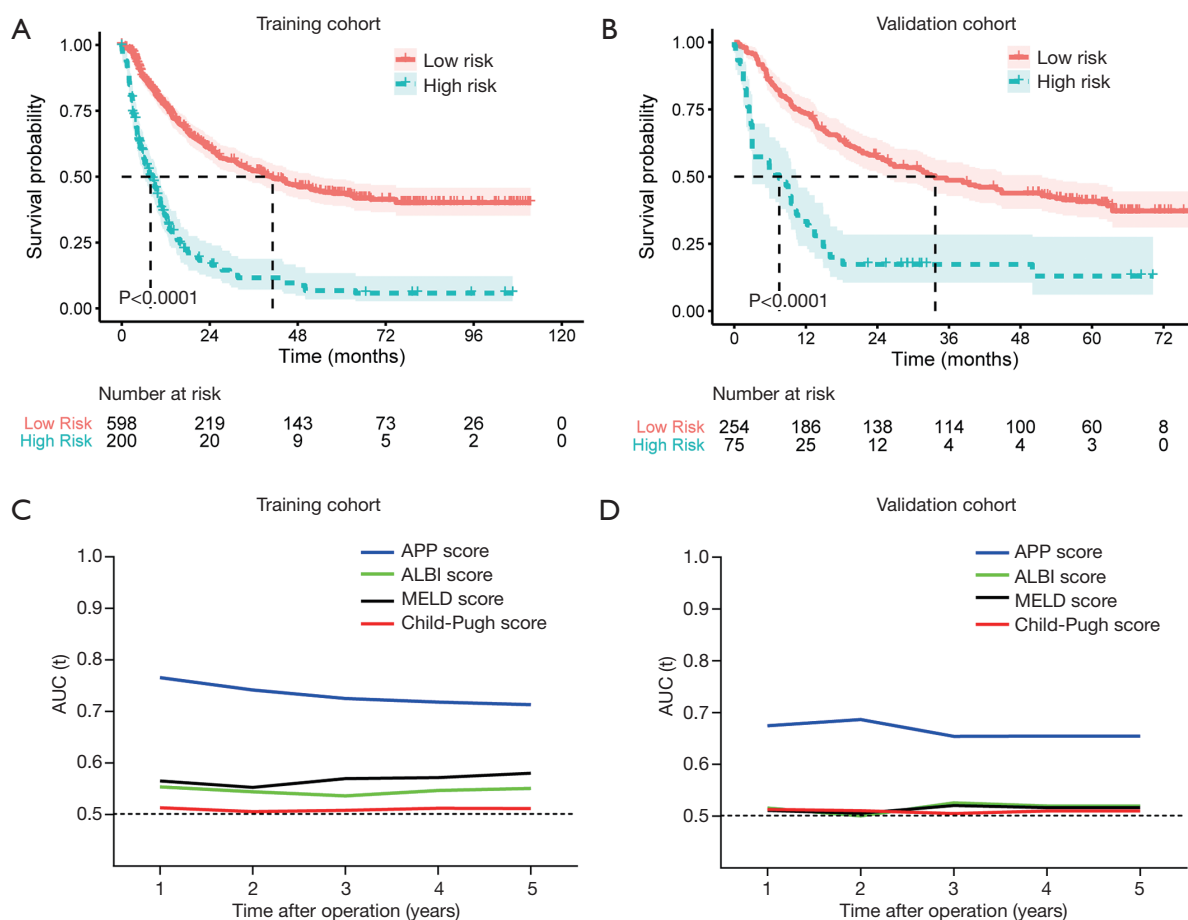 A
Training cohort
Low risk
High risk
Survival probability
1.00
0.75
0.50
0.25
0.00
P<0.0001
0 24 48 72 96 120
Time (months)
Number at risk
Low Risk 598 219 143 73 26 0
High Risk 200 20 9 5 2 0
B
Validation cohort
Low risk
High risk
Survival probability
1.00
0.75
0.50
0.25
0.00
P<0.0001
0 12 24 36 48 60 72
Time (months)
Number at risk
Low Risk 254 186 138 114 100 60 8
High Risk 75 25 12 4 4 3 0
C
Training cohort
APP score
ALBI score
MELD score
Child-Pugh score
AUC (t)
1.0
0.9
0.8
0.7
0.6
0.5
1 2 3 4 5
Time after operation (years)
D
Validation cohort
APP score
ALBI score
MELD score
Child-Pugh score
AUC (t)
1.0
0.9
0.8
0.7
0.6
0.5
1 2 3 4 5
Time after operation (years)